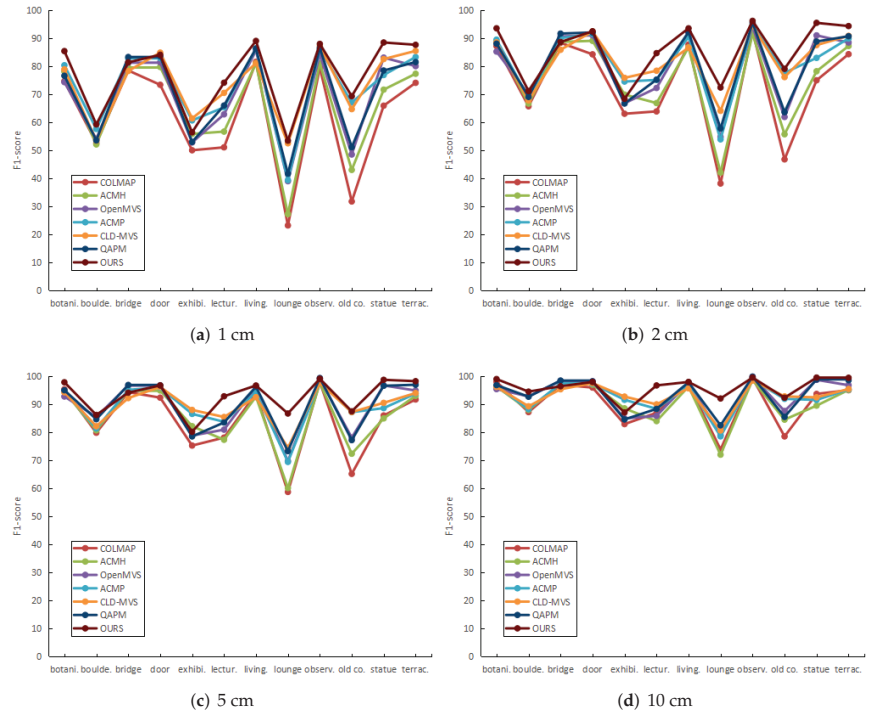 100
90
80
70
60
50
40
30
20
10
0
F1-score
COLMAP
ACMH
OpenMVS
ACMP
CLD-MVS
QAPM
OURS
botani. boulde. bridge door exhibi. lectur. living. lounge observ. old co. statue terrac.
(a) 1 cm
100
90
80
70
60
50
40
30
20
10
0
F1-score
COLMAP
ACMH
OpenMVS
ACMP
CLD-MVS
QAPM
OURS
botani. boulde. bridge door exhibi. lectur. living. lounge observ. old co. statue terrac.
(b) 2 cm
100
90
80
70
60
50
40
30
20
10
0
F1-score
COLMAP
ACMH
OpenMVS
ACMP
CLD-MVS
QAPM
OURS
botani. boulde. bridge door exhibi. lectur. living. lounge observ. old co. statue terrac.
(c) 5 cm
100
90
80
70
60
50
40
30
20
10
0
F1-score
COLMAP
ACMH
OpenMVS
ACMP
CLD-MVS
QAPM
OURS
botani. boulde. bridge door exhibi. lectur. living. lounge observ. old co. statue terrac.
(d) 10 cm